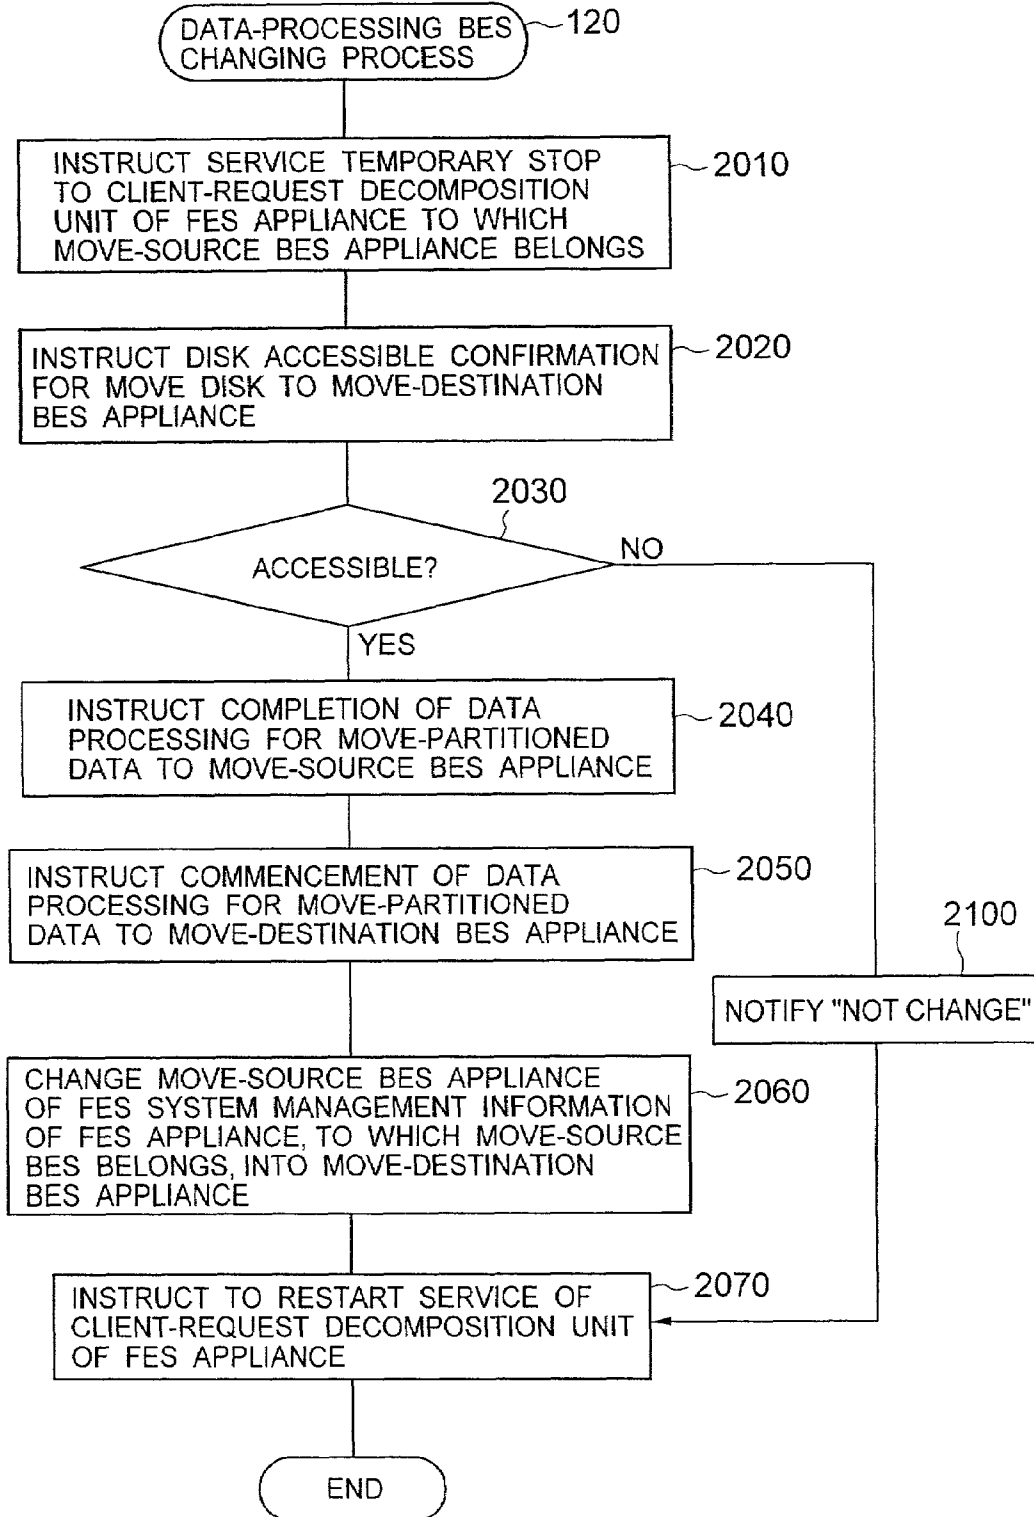 DATA-PROCESSING BES
CHANGING PROCESS
120
INSTRUCT SERVICE TEMPORARY STOP
TO CLIENT-REQUEST DECOMPOSITION
UNIT OF FES APPLIANCE TO WHICH
MOVE-SOURCE BES APPLIANCE BELONGS
2010
INSTRUCT DISK ACCESSIBLE CONFIRMATION
FOR MOVE DISK TO MOVE-DESTINATION
BES APPLIANCE
2020
2030
ACCESSIBLE?
NO
YES
INSTRUCT COMPLETION OF DATA
PROCESSING FOR MOVE-PARTITIONED
DATA TO MOVE-SOURCE BES APPLIANCE
2040
INSTRUCT COMMENCEMENT OF DATA
PROCESSING FOR MOVE-PARTITIONED
DATA TO MOVE-DESTINATION BES APPLIANCE
2050
2100
NOTIFY "NOT CHANGE"
CHANGE MOVE-SOURCE BES APPLIANCE
OF FES SYSTEM MANAGEMENT INFORMATION
OF FES APPLIANCE, TO WHICH MOVE-SOURCE
BES BELONGS, INTO MOVE-DESTINATION
BES APPLIANCE
2060
INSTRUCT TO RESTART SERVICE OF
CLIENT-REQUEST DECOMPOSITION UNIT
OF FES APPLIANCE
2070
END